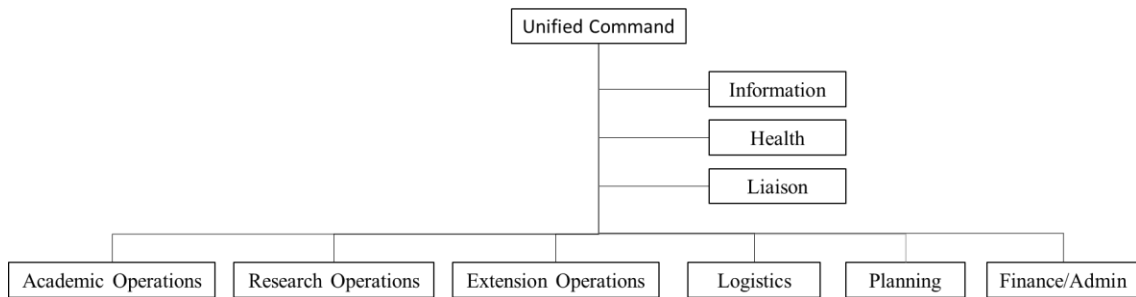 Unified Command
Information
Health
Liaison
Academic Operations
Research Operations
Extension Operations
Logistics
Planning
Finance/Admin